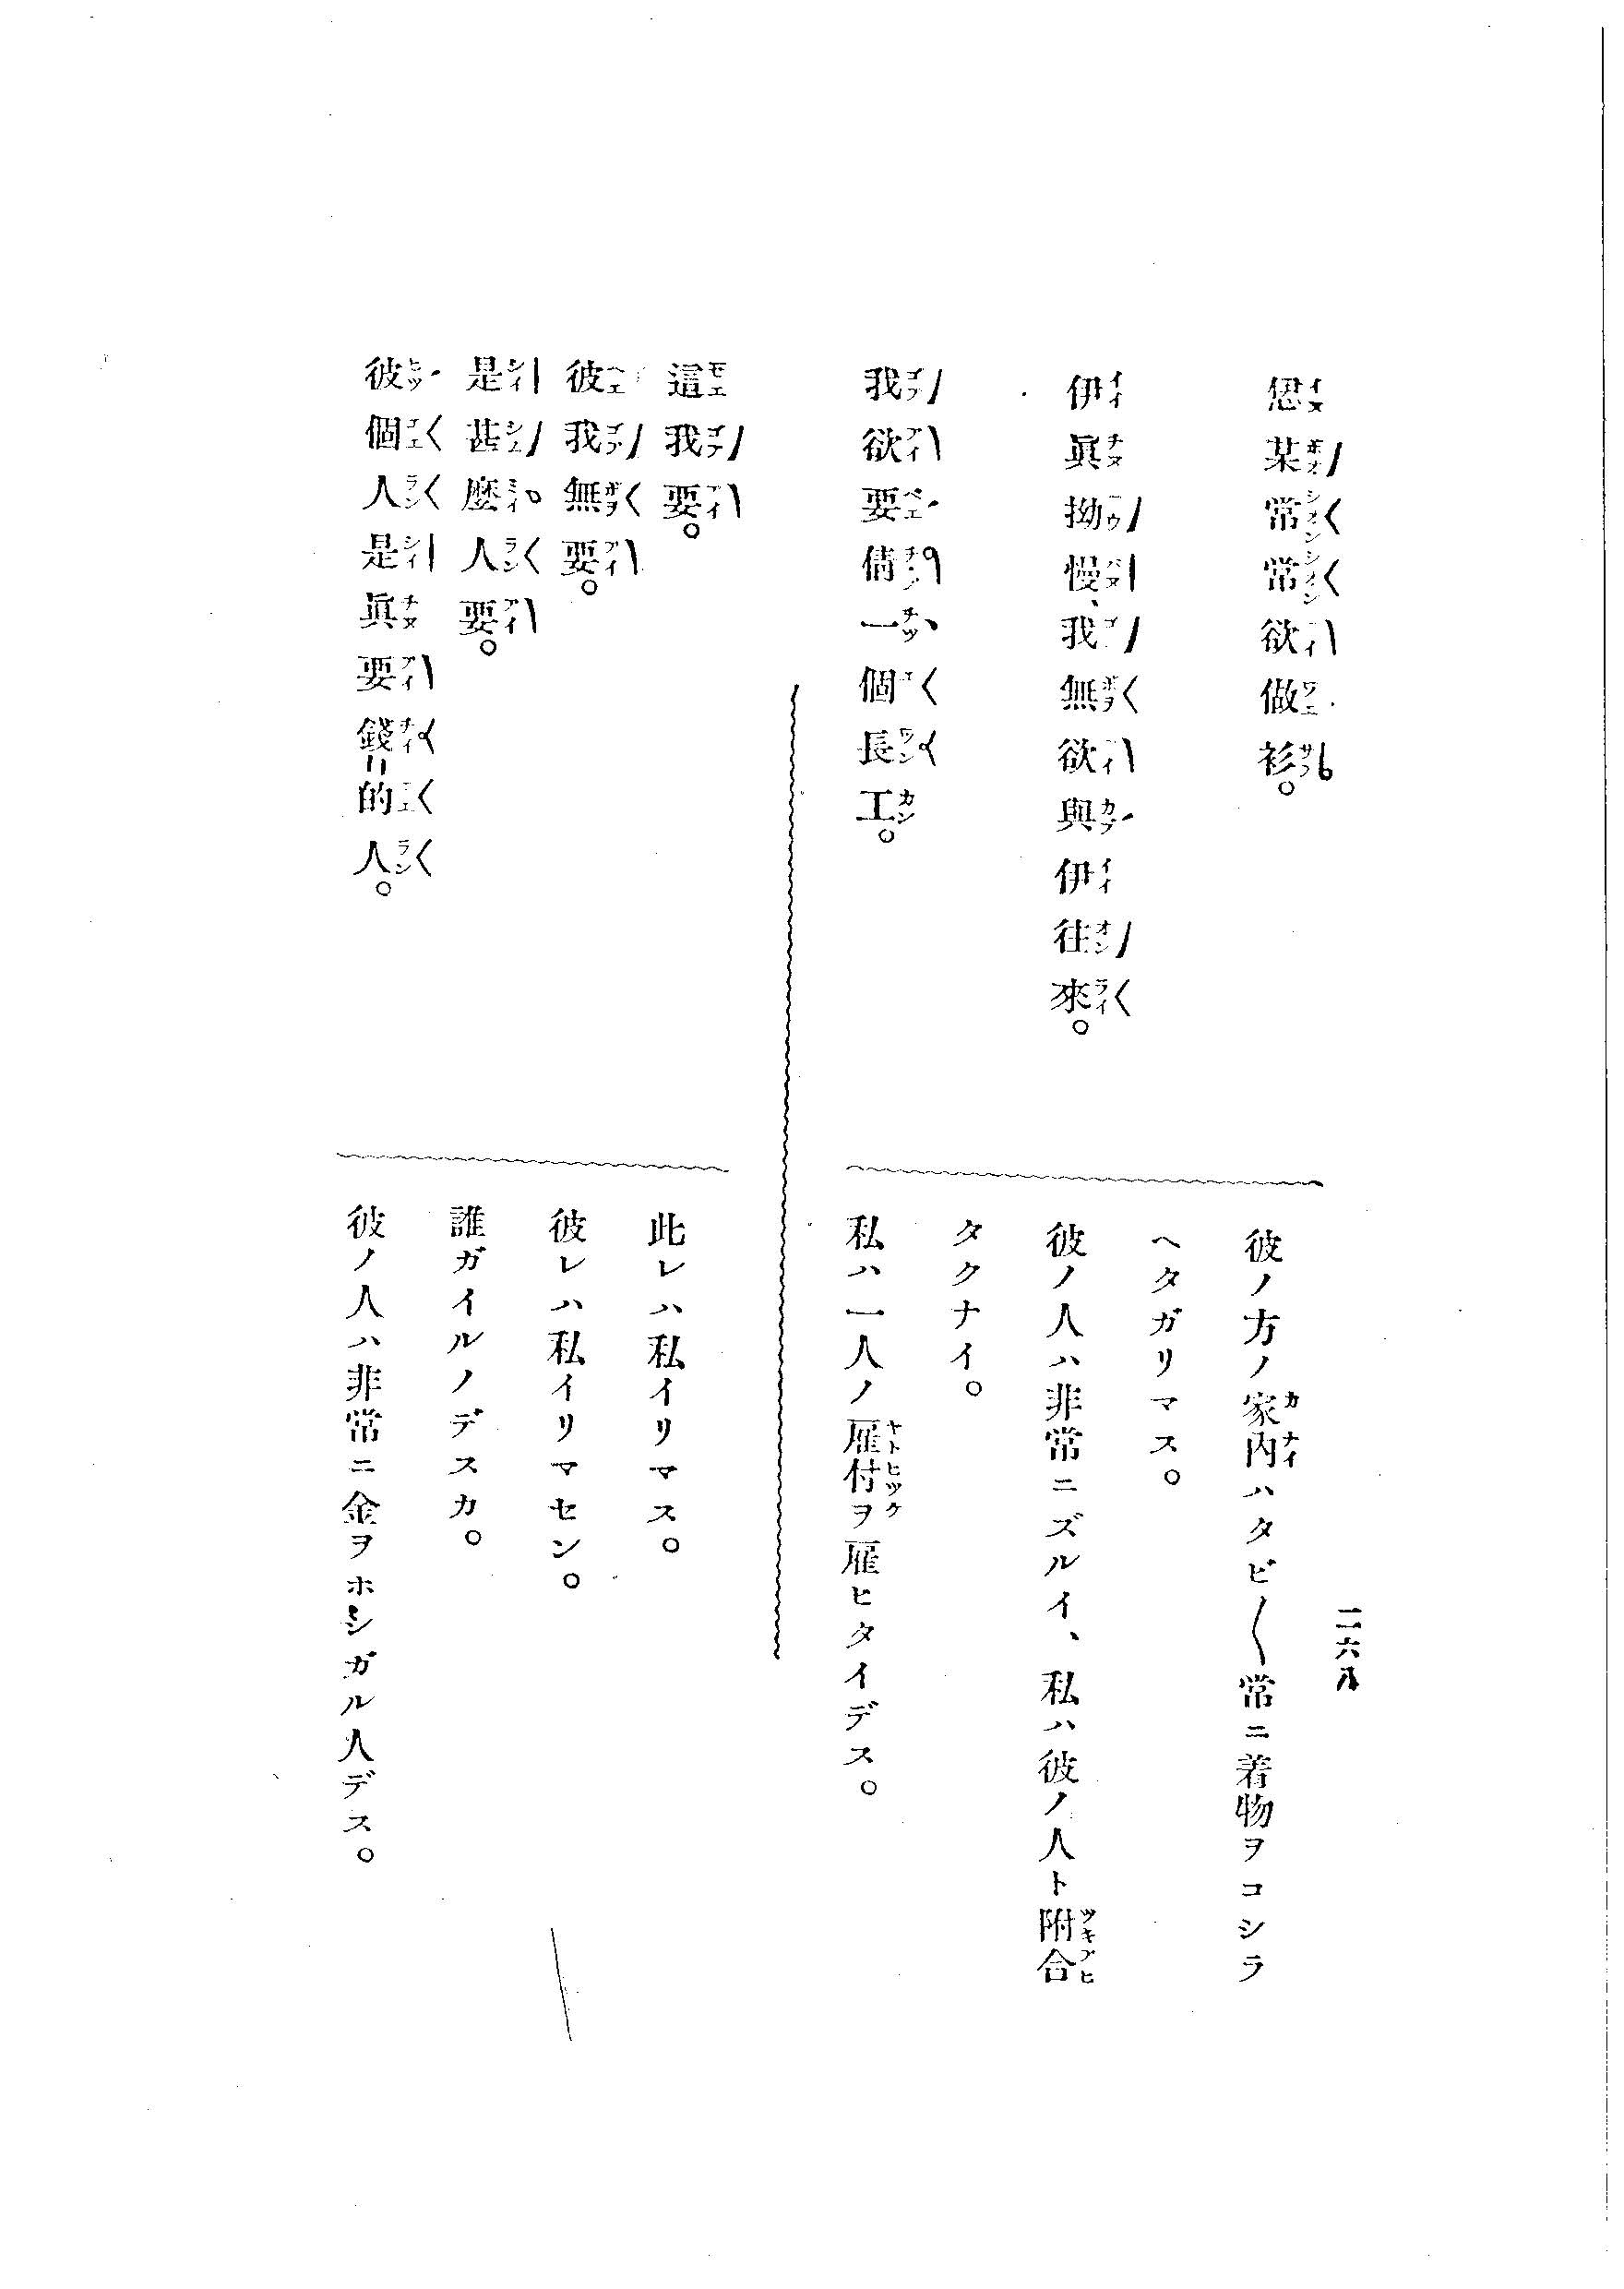 二六八
恁某常常欲做衫。
彼ノ方ノ家内ハタビ〱常ニ着物ヲコシラ
ヘタガリマス。
伊眞拗慢、我無欲與伊往來。
彼ノ人ハ非常ニズルイ、私ハ彼ノ人ト附合
タクナイ。
我欲要倩一個長工。
私ハ一人ノ雇付ヲ雇ヒタイデス。
這我要。
此レハ私イリマス。
彼我無要。
彼レハ私イリマセン。
是甚麽人要。
誰ガイルノデスカ。
彼個人是眞要錢的人。
彼ノ人ハ非常ニ金ヲホシガル人デス。